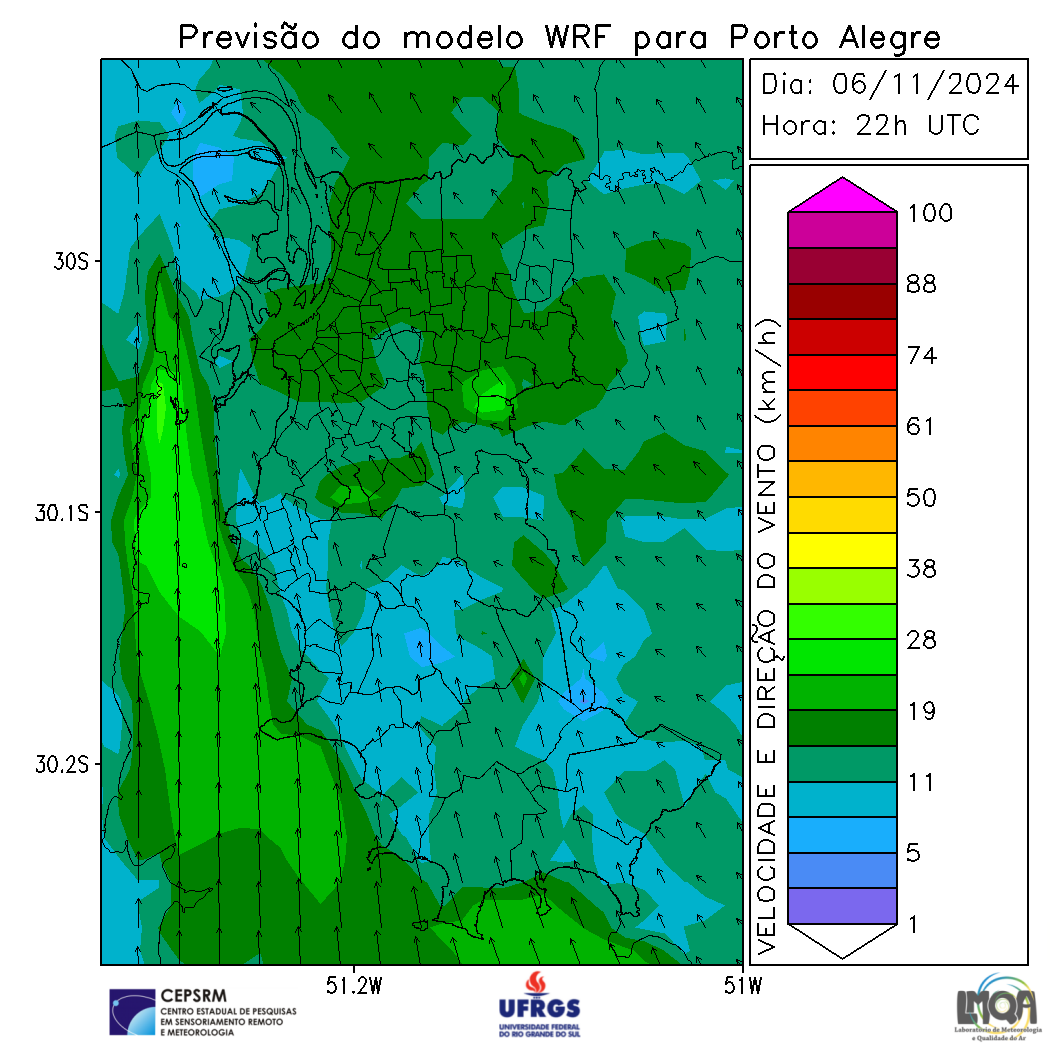 Previsão do modelo WRF para Porto Alegre
Dia: 06/11/2024
Hora: 22h UTC
30S
30.1S
30.2S
51.2W
51W
VELOCIDADE E DIREÇÃO DO VENTO (km/h)
100
88
74
61
50
38
28
19
11
5
1
CEPSRM
CENTRO ESTADUAL DE PESQUISAS
EM SENSORIAMENTO REMOTO
E METEOROLOGIA
UFRGS
UNIVERSIDADE FEDERAL
DO RIO GRANDE DO SUL
LMQA
Laboratório de Meteorologia
e Qualidade do Ar